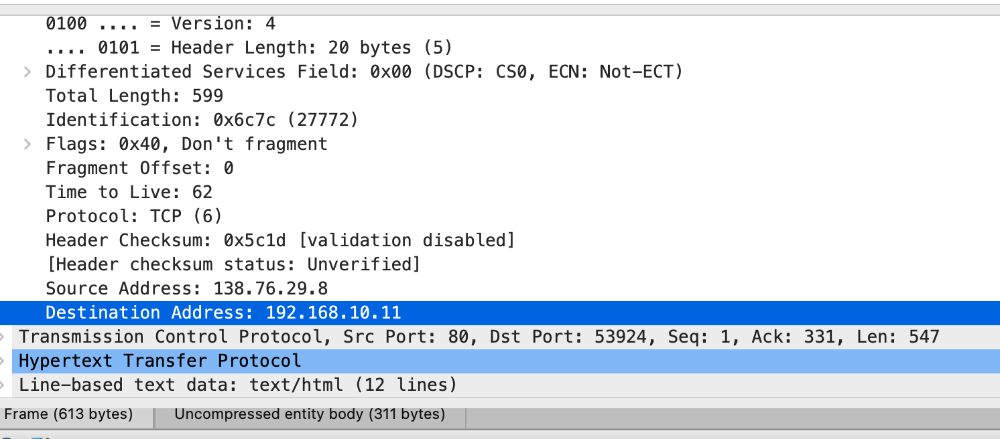 0100 .... = Version: 4
.... 0101 = Header Length: 20 bytes (5)
Differentiated Services Field: 0x00 (DSCP: CS0, ECN: Not-ECT)
Total Length: 599
Identification: 0x6c7c (27772)
Flags: 0x40, Don't fragment
Fragment Offset: 0
Time to Live: 62
Protocol: TCP (6)
Header Checksum: 0x5c1d [validation disabled]
[Header checksum status: Unverified]
Source Address: 138.76.29.8
Destination Address: 192.168.10.11
Transmission Control Protocol, Src Port: 80, Dst Port: 53924, Seq: 1, Ack: 331, Len: 547
Hypertext Transfer Protocol
Line-based text data: text/html (12 lines)
Frame (613 bytes) Uncompressed entity body (311 bytes)